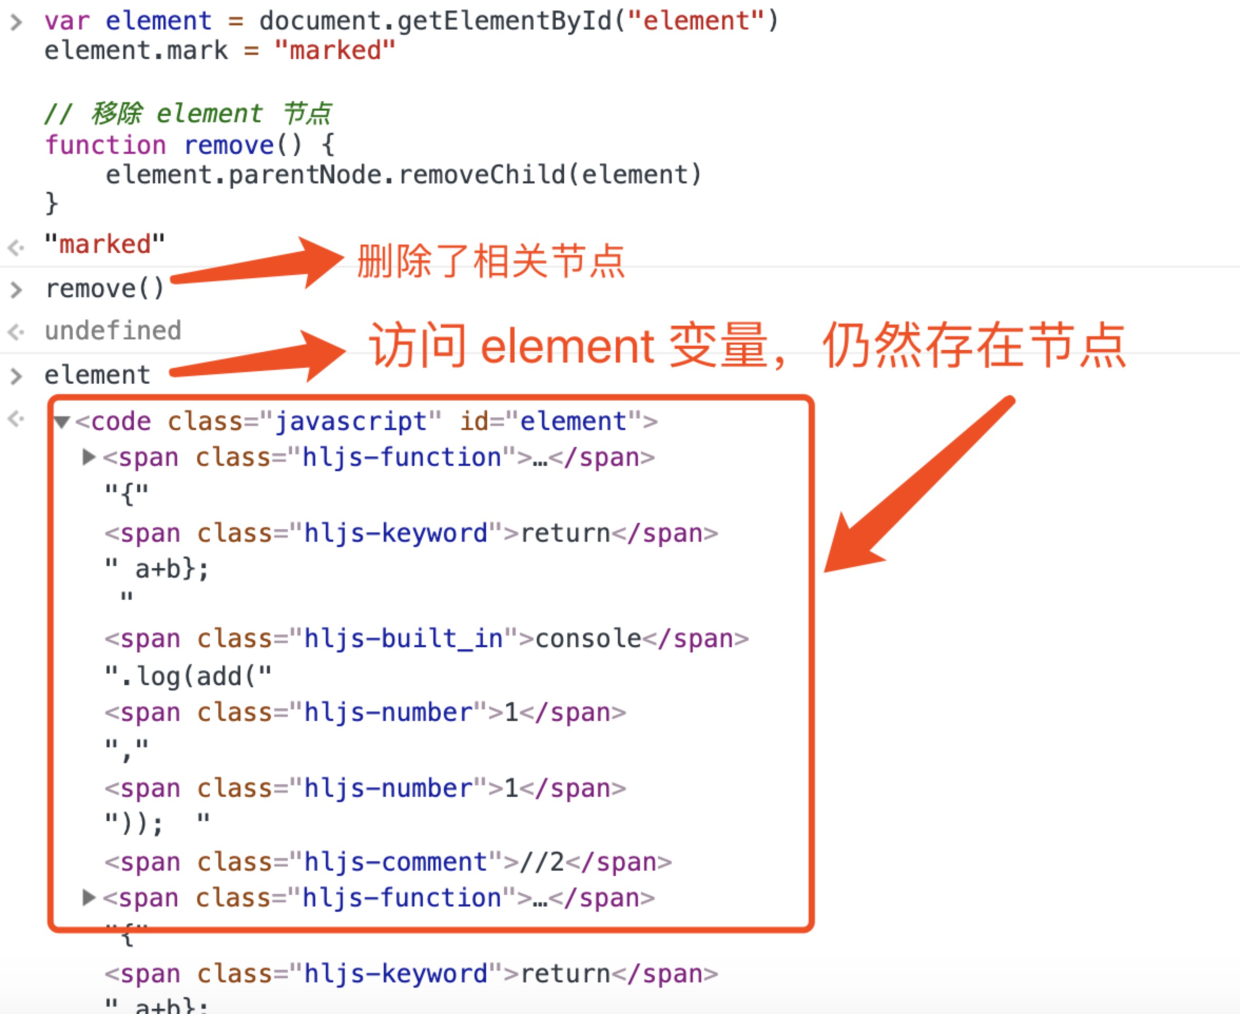 var element = document.getElementById("element")
element.mark = "marked"
// 移除 element 节点
function remove() {
element.parentNode.removeChild(element)
}
"marked"
删除了相关节点
remove()
undefined
访问 element 变量，仍然存在节点
element
<code class="javascript" id="element">
<span class="hljs-function">…</span>
"{"
<span class="hljs-keyword">return</span>
" a+b};
"
<span class="hljs-built_in">console</span>
".log(add("
<span class="hljs-number">1</span>
","
<span class="hljs-number">1</span>
")); "
<span class="hljs-comment">//2</span>
<span class="hljs-function">…</span>
"{"
<span class="hljs-keyword">return</span>
" a+b};